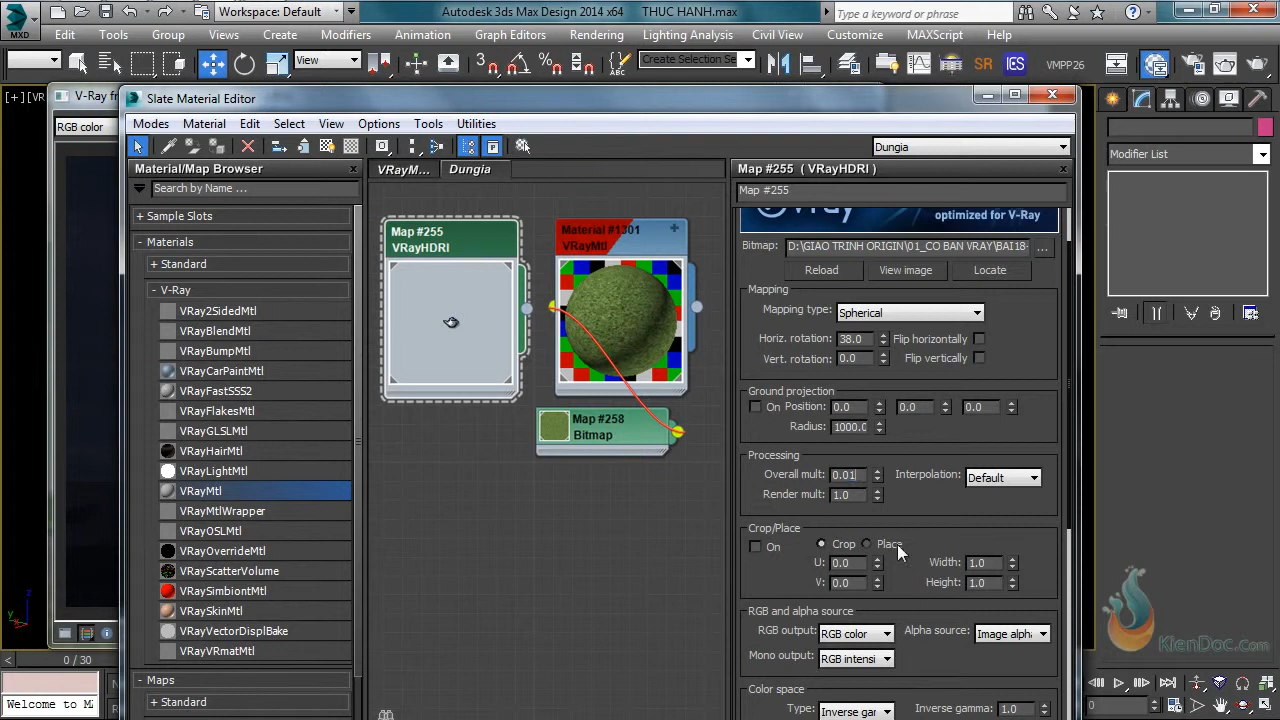 MXD
Workspace: Default
Autodesk 3ds Max Design 2014 x64
THUC HANH.max
Type a keyword or phrase
Edit Tools Group Views Create Modifiers Animation Graph Editors Rendering Lighting Analysis Civil View Customize MAXScript Help
View
3
Create Selection Se
SR
VMPP26
V-Ray fr
RGB color
Slate Material Editor
Modes Material Edit Select View Options Tools Utilities
Dungia
Material/Map Browser
Search by Name ...
+ Sample Slots
- Materials
+ Standard
- V-Ray
VRay2SidedMtl
VRayBlendMtl
VRayBumpMtl
VRayCarPaintMtl
VRayFastSSS2
VRayFlakesMtl
VRayGLSLMtl
VRayHairMtl
VRayLightMtl
VRayMtl
VRayMtlWrapper
VRayOSLMtl
VRayOverrideMtl
VRayScatterVolume
VRaySimbiontMtl
VRaySkinMtl
VRayVectorDisplBake
VRayVRmatMtl
- Maps
+ Standard
VRayM...
Dungia
Map #255
VRayHDRI
Material #1301
VRayMtl
Map #258
Bitmap
Map #255 ( VRayHDRI )
Map #255
optimized for V-Ray
Bitmap: D:\GIAO TRINH ORIGIN\01_CO BAN VRAY\BAI18 ...
Reload View image Locate
Mapping
Mapping type: Spherical
Horiz. rotation: 38.0 Flip horizontally
Vert. rotation: 0.0 Flip vertically
Ground projection
On Position: 0.0 0.0 0.0
Radius: 1000.0
Processing
Overall mult: 0.01 Interpolation: Default
Render mult: 1.0
Crop/Place
On Crop Place
U: 0.0 Width: 1.0
V: 0.0 Height: 1.0
RGB and alpha source
RGB output: RGB color Alpha source: Image alpha
Mono output: RGB intensi
Color space
Type: Inverse gar Inverse gamma: 1.0
Modifier List
KienDoc.com
0 / 30
0
Welcome to M
z
x
y